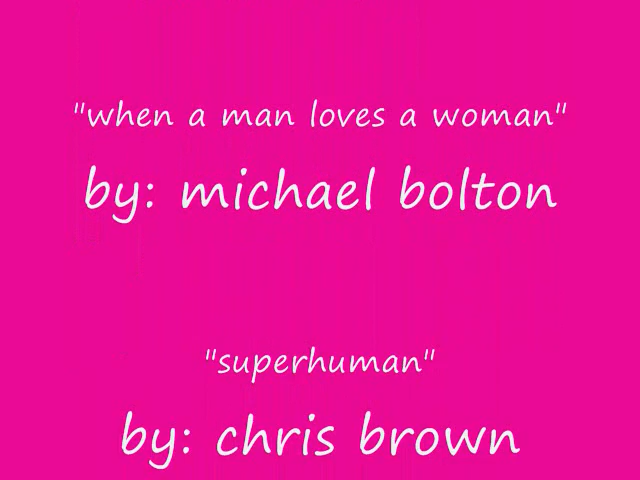 "when a man loves a woman"
by: michael bolton
"superhuman"
by: chris brown